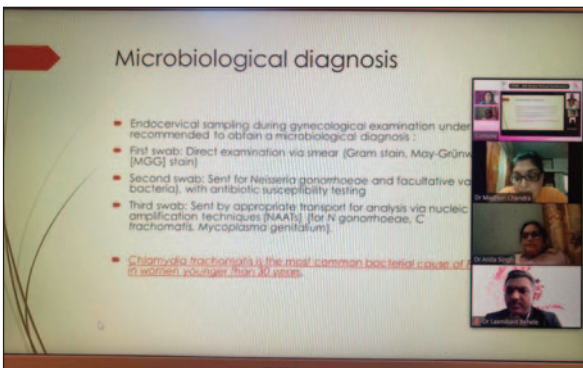 Microbiological diagnosis
Endocervical sampling during gynecological examination under
recommended to obtain a microbiological diagnosis :
First swab: Direct examination via smear (Gram stain, May-Grünw
[MGG] stain)
Second swab: Sent for Neisseria gonorrhoeae and facultative va
bacteria), with antibiotic susceptibility testing
Third swab: Sent by appropriate transport for analysis via nucleic
amplification techniques (NAATs) (for N gonorrhoeae, C
trachomatis, Mycoplasma genitalium).
Chlamydia trachomatis is the most common bacterial cause of
in women younger than 30 years.
Dr Chandra
Dr Anita Singh
Dr Laxmikant